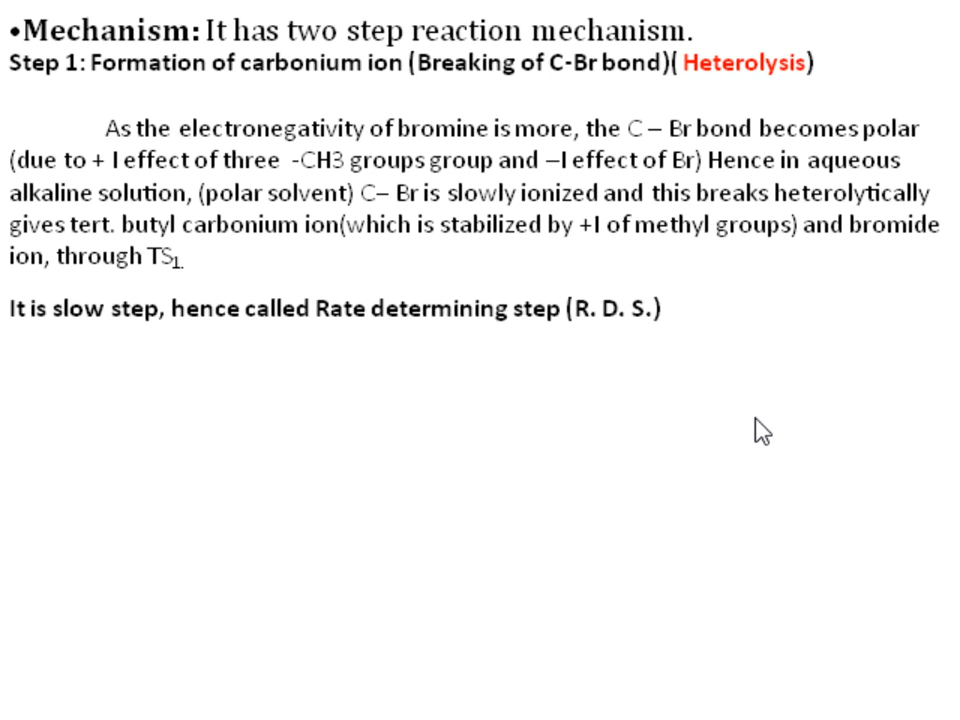 •Mechanism: It has two step reaction mechanism.
Step 1: Formation of carbonium ion (Breaking of C-Br bond)( Heterolysis)
As the electronegativity of bromine is more, the C – Br bond becomes polar
(due to + I effect of three -CH3 groups group and –I effect of Br) Hence in aqueous
alkaline solution, (polar solvent) C– Br is slowly ionized and this breaks heterolytically
gives tert. butyl carbonium ion(which is stabilized by +I of methyl groups) and bromide
ion, through TS1.
It is slow step, hence called Rate determining step (R. D. S.)